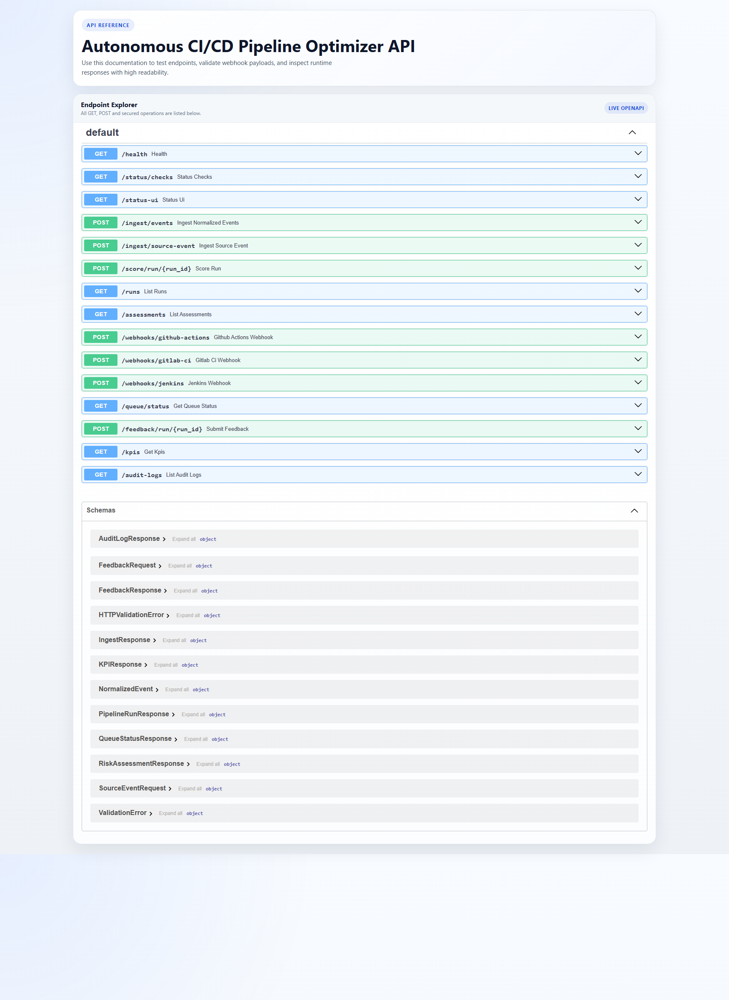 API REFERENCE
Autonomous CI/CD Pipeline Optimizer API
Use this documentation to test endpoints, validate webhook payloads, and inspect runtime
responses with high readability.
Endpoint Explorer
All GET, POST and secured operations are listed below.
LIVE OPENAPI
default
GET /health Health
GET /status/checks Status Checks
GET /status-ui Status Ui
POST /ingest/events Ingest Normalized Events
POST /ingest/source-event Ingest Source Event
POST /score/run/{run_id} Score Run
GET /runs List Runs
GET /assessments List Assessments
POST /webhooks/github-actions Github Actions Webhook
POST /webhooks/gitlab-ci Gitlab Ci Webhook
POST /webhooks/jenkins Jenkins Webhook
GET /queue/status Get Queue Status
POST /feedback/run/{run_id} Submit Feedback
GET /kpis Get Kpis
GET /audit-logs List Audit Logs
Schemas
AuditLogResponse Expand all object
FeedbackRequest Expand all object
FeedbackResponse Expand all object
HTTPValidationError Expand all object
IngestResponse Expand all object
KPIResponse Expand all object
NormalizedEvent Expand all object
PipelineRunResponse Expand all object
QueueStatusResponse Expand all object
RiskAssessmentResponse Expand all object
SourceEventRequest Expand all object
ValidationError Expand all object